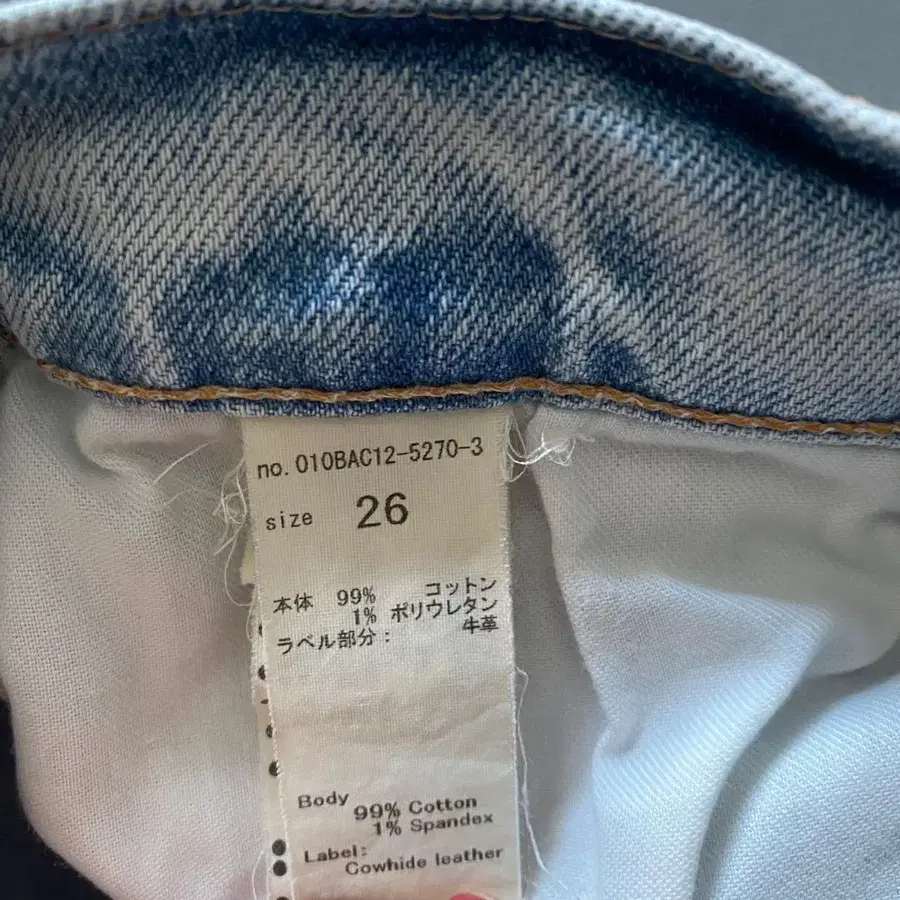 no. 010BAC12-5270-3
size 26
本体 99% コットン
1% ポリウレタン
ラベル部分: 牛革
Body
99% Cotton
1% Spandex
Label:
Cowhide leather